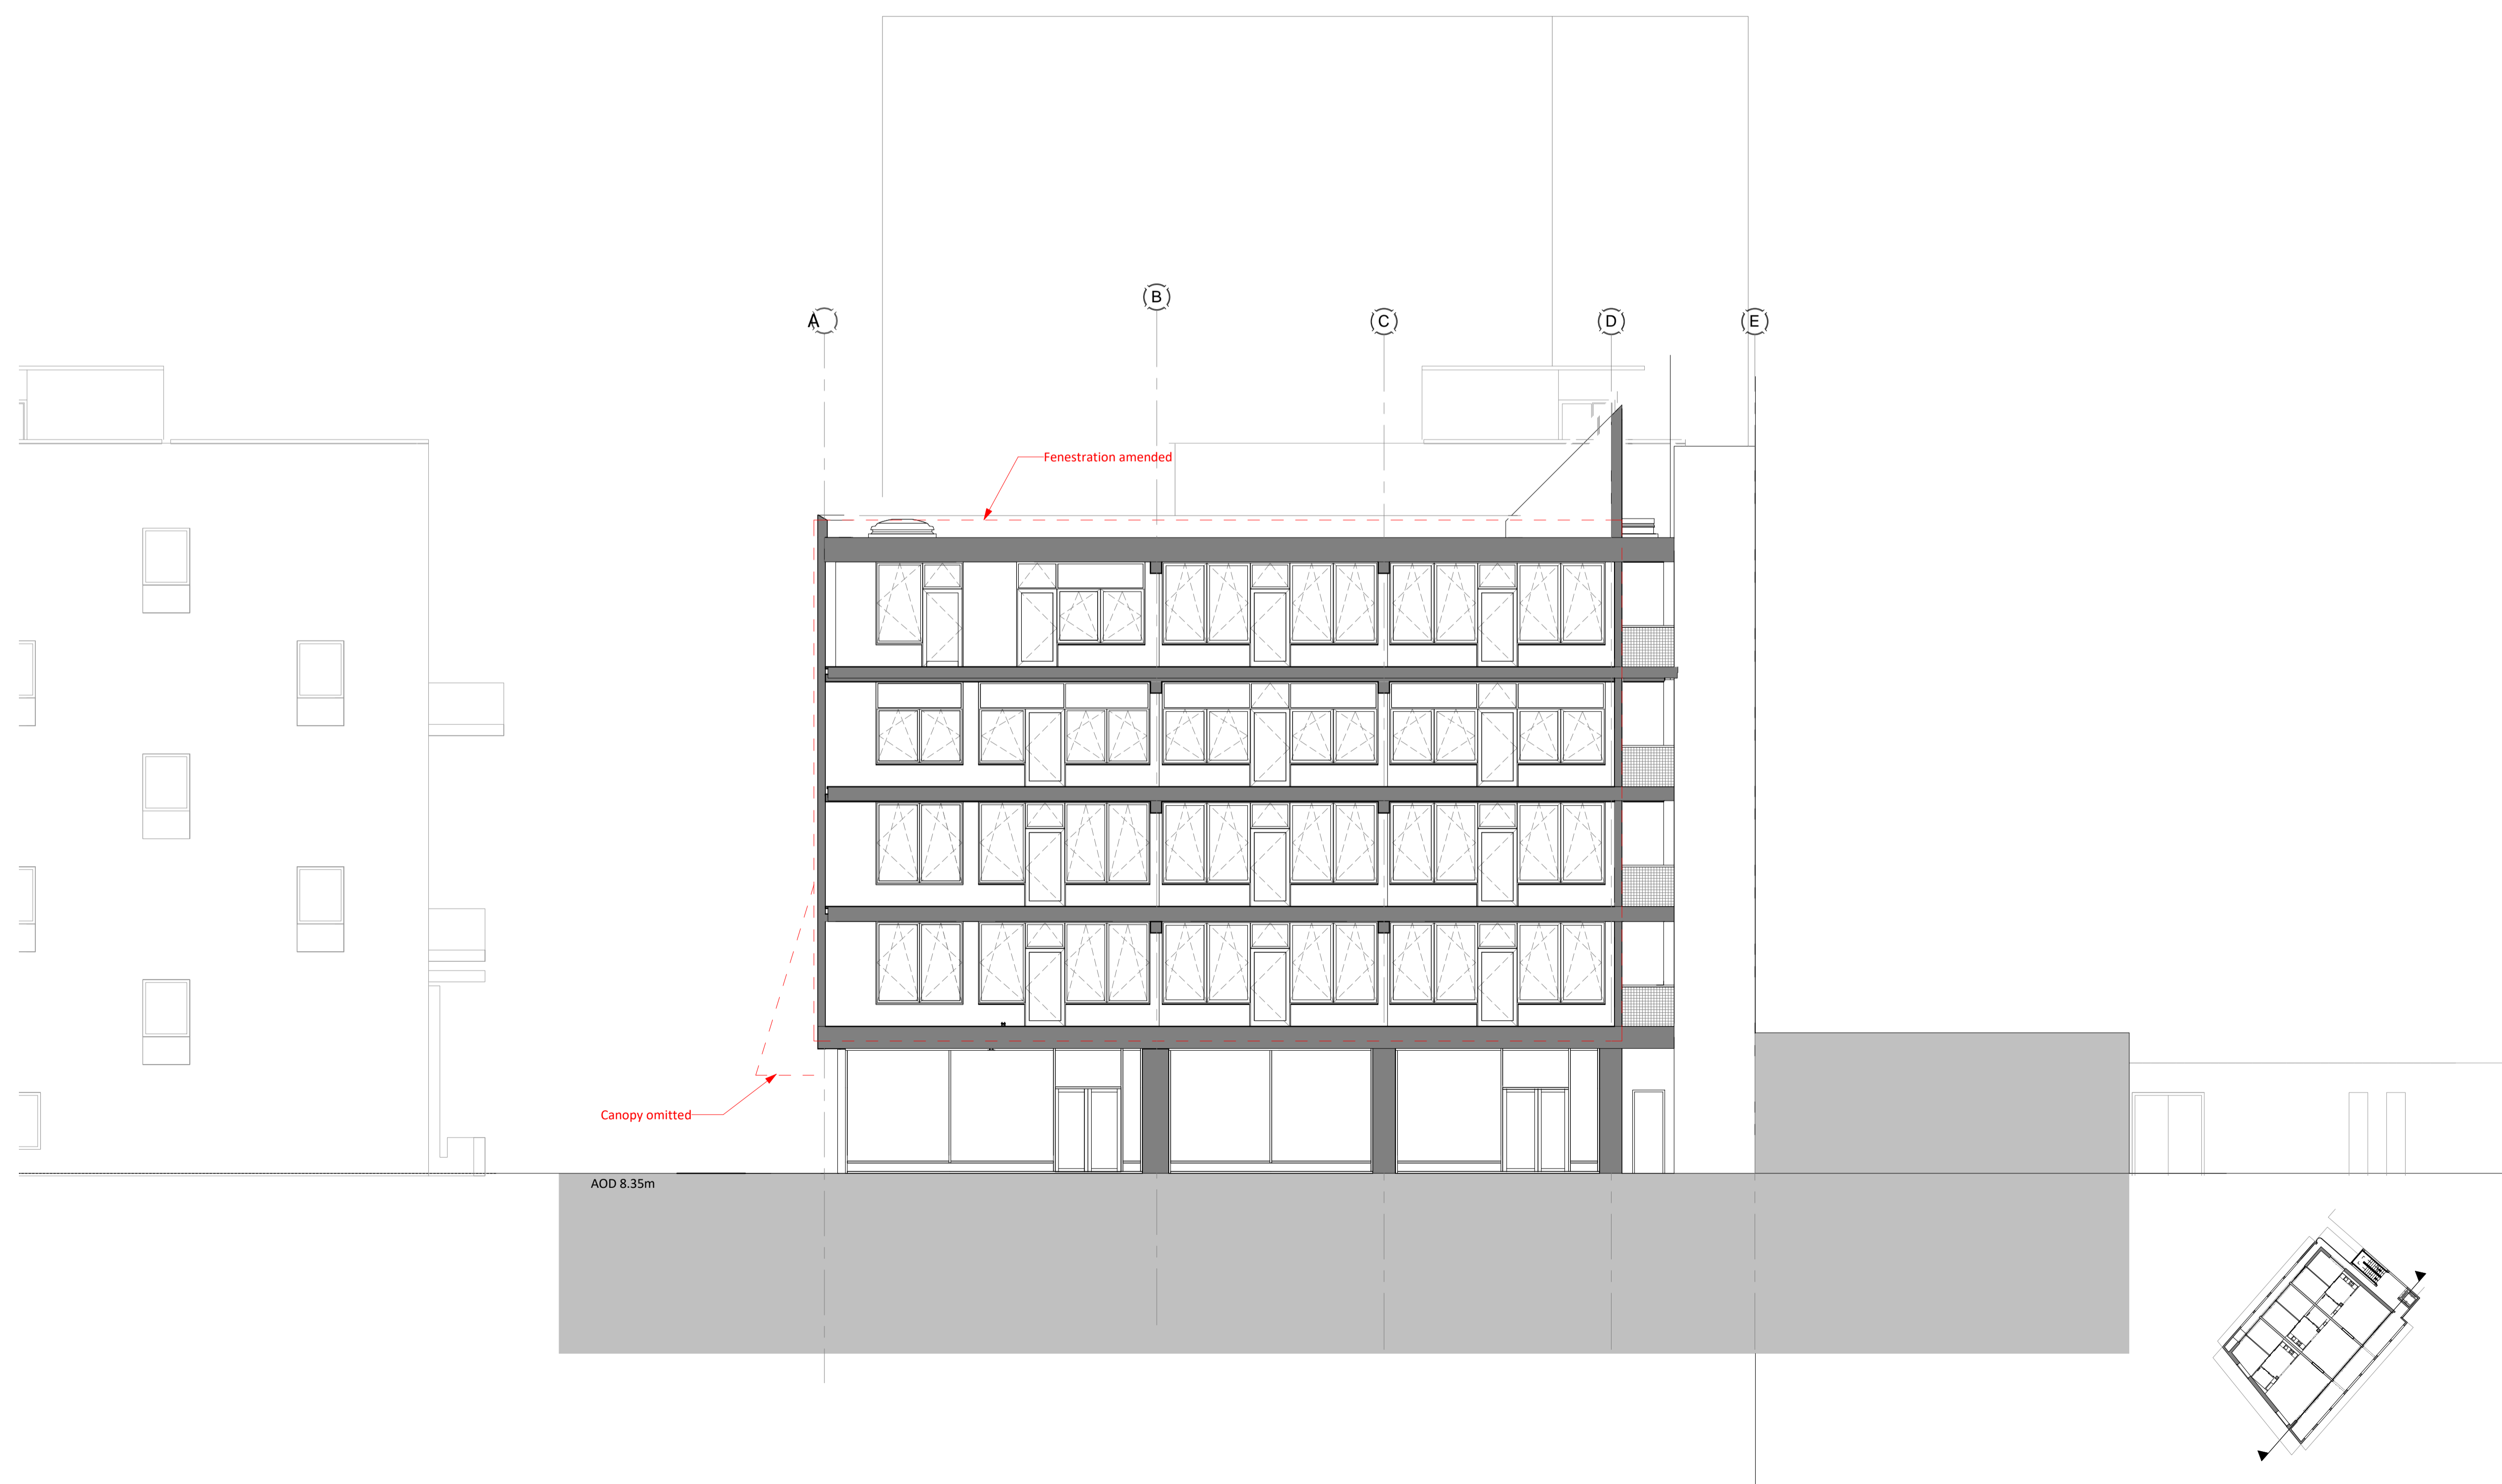 B
A
C
D
E
Fenestration amended
Canopy omitted
AOD 8.35m